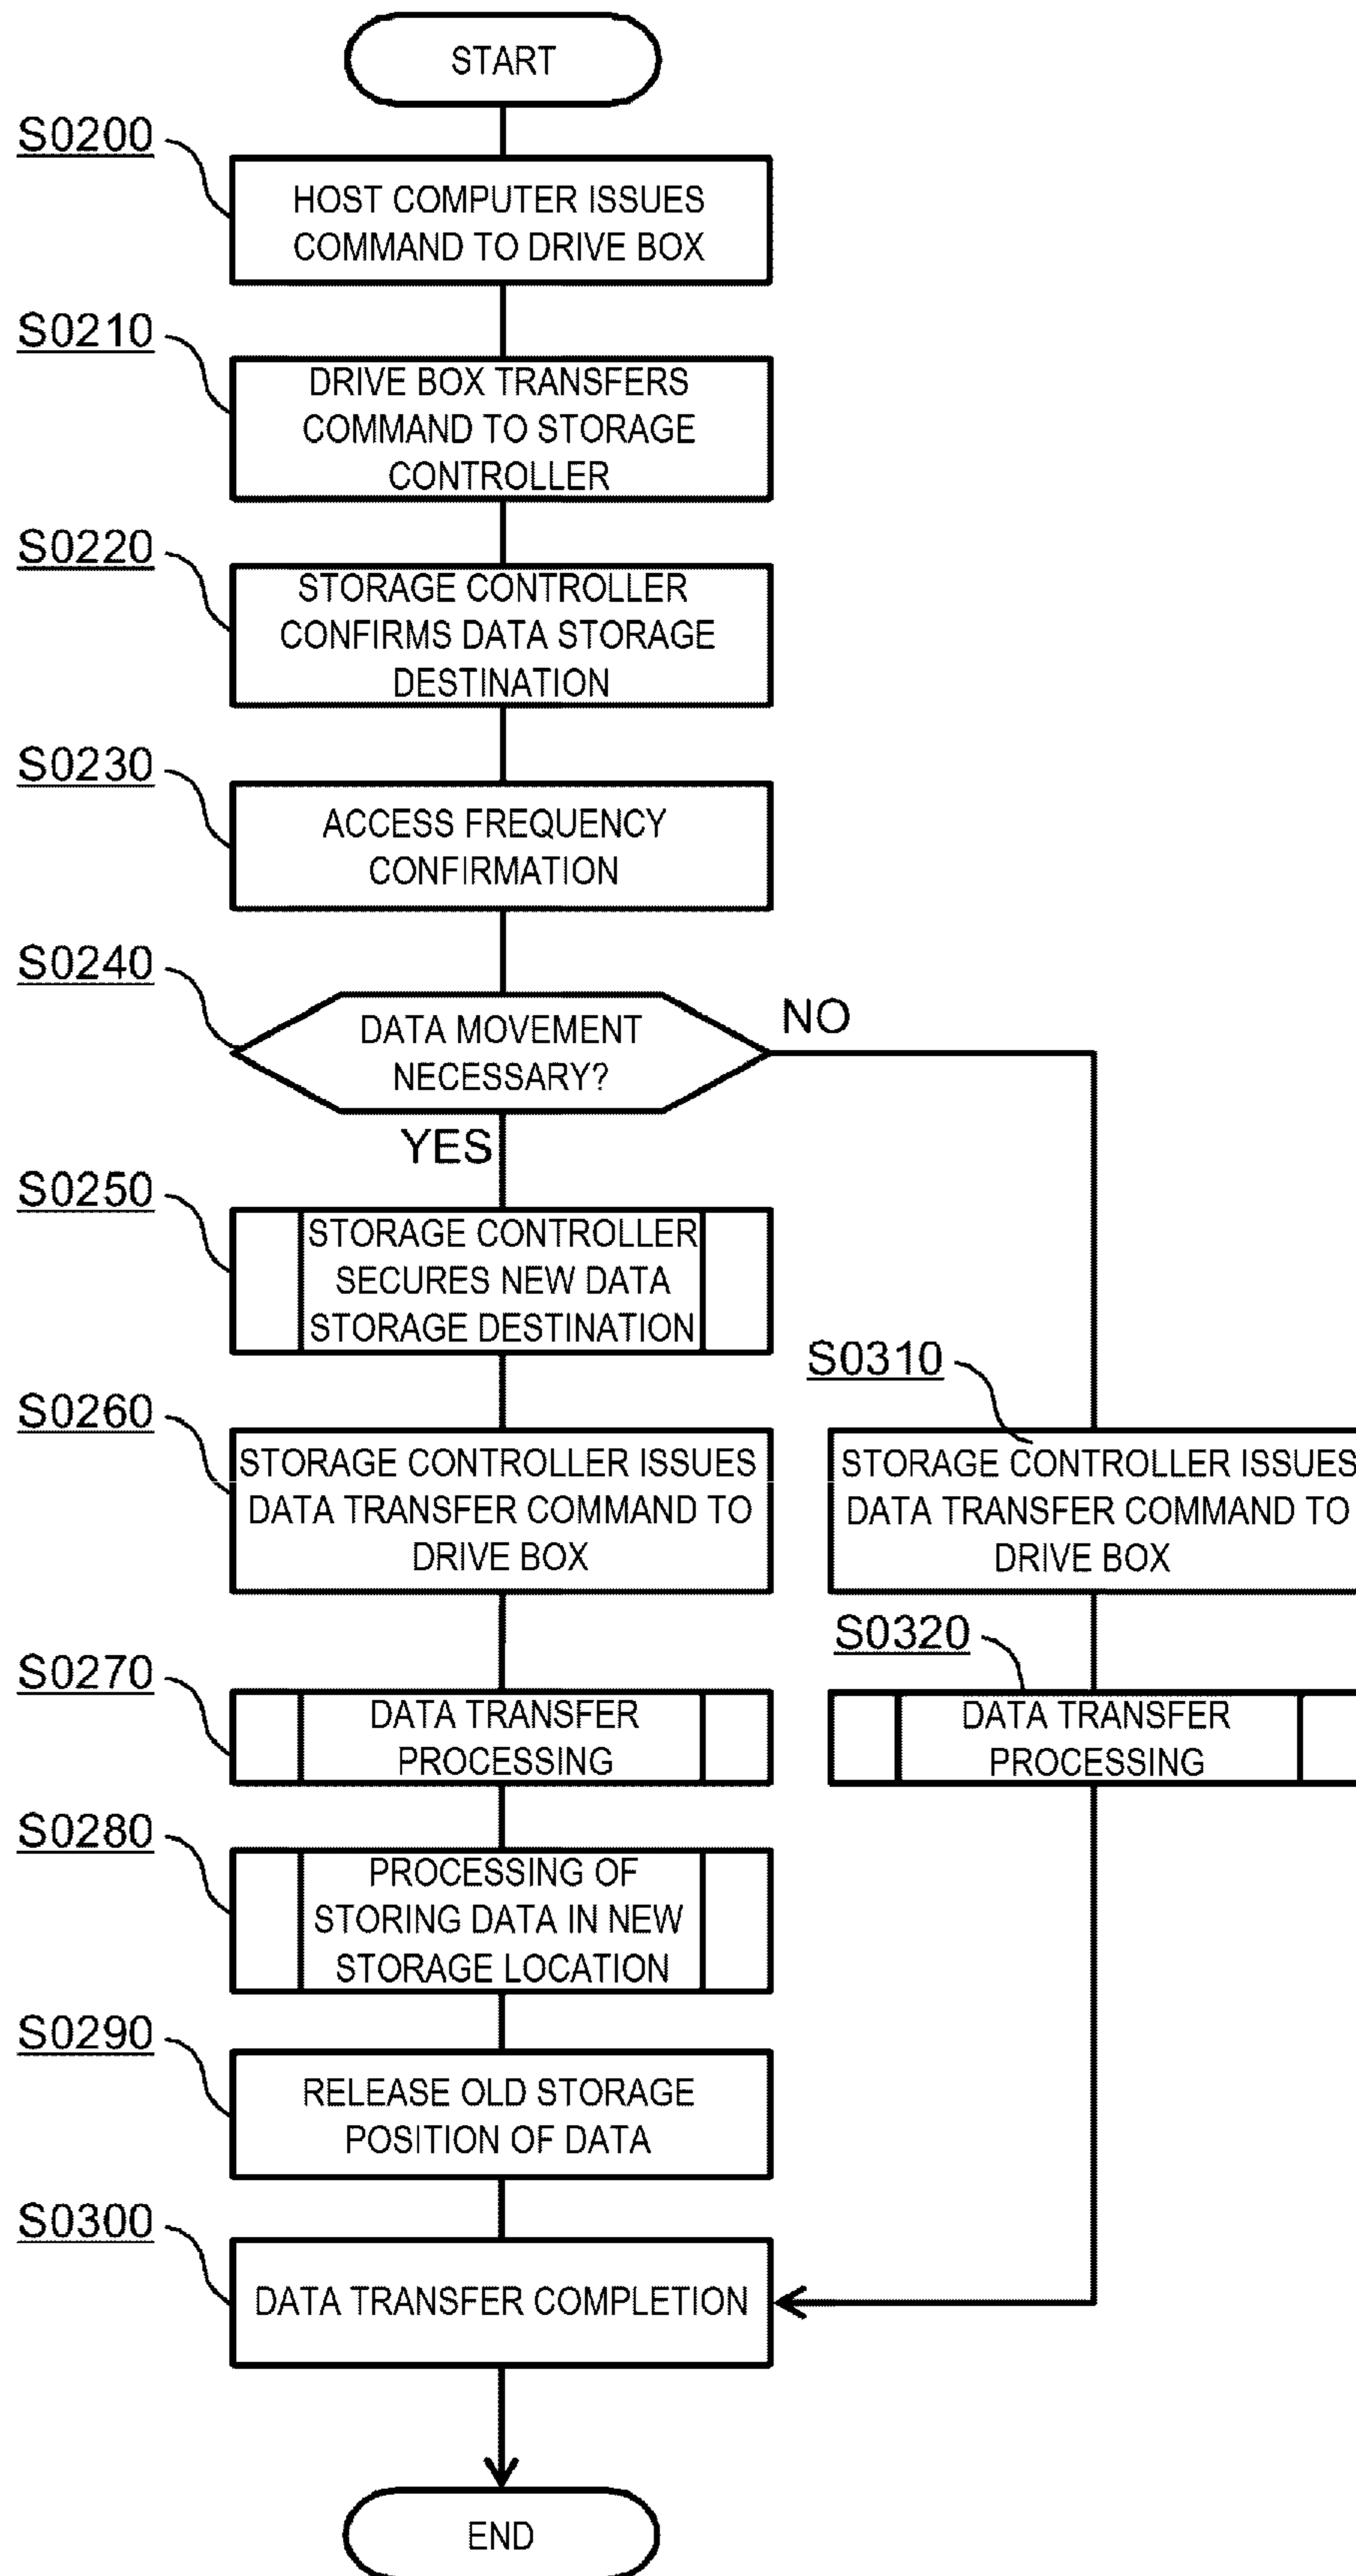 START
S0200
HOST COMPUTER ISSUES
COMMAND TO DRIVE BOX
S0210
DRIVE BOX TRANSFERS
COMMAND TO STORAGE
CONTROLLER
S0220
STORAGE CONTROLLER
CONFIRMS DATA STORAGE
DESTINATION
S0230
ACCESS FREQUENCY
CONFIRMATION
S0240
DATA MOVEMENT
NECESSARY?
NO
YES
S0250
STORAGE CONTROLLER
SECURES NEW DATA
STORAGE DESTINATION
S0260
STORAGE CONTROLLER ISSUES
DATA TRANSFER COMMAND TO
DRIVE BOX
S0310
STORAGE CONTROLLER ISSUES
DATA TRANSFER COMMAND TO
DRIVE BOX
S0270
DATA TRANSFER
PROCESSING
S0320
DATA TRANSFER
PROCESSING
S0280
PROCESSING OF
STORING DATA IN NEW
STORAGE LOCATION
S0290
RELEASE OLD STORAGE
POSITION OF DATA
S0300
DATA TRANSFER COMPLETION
END